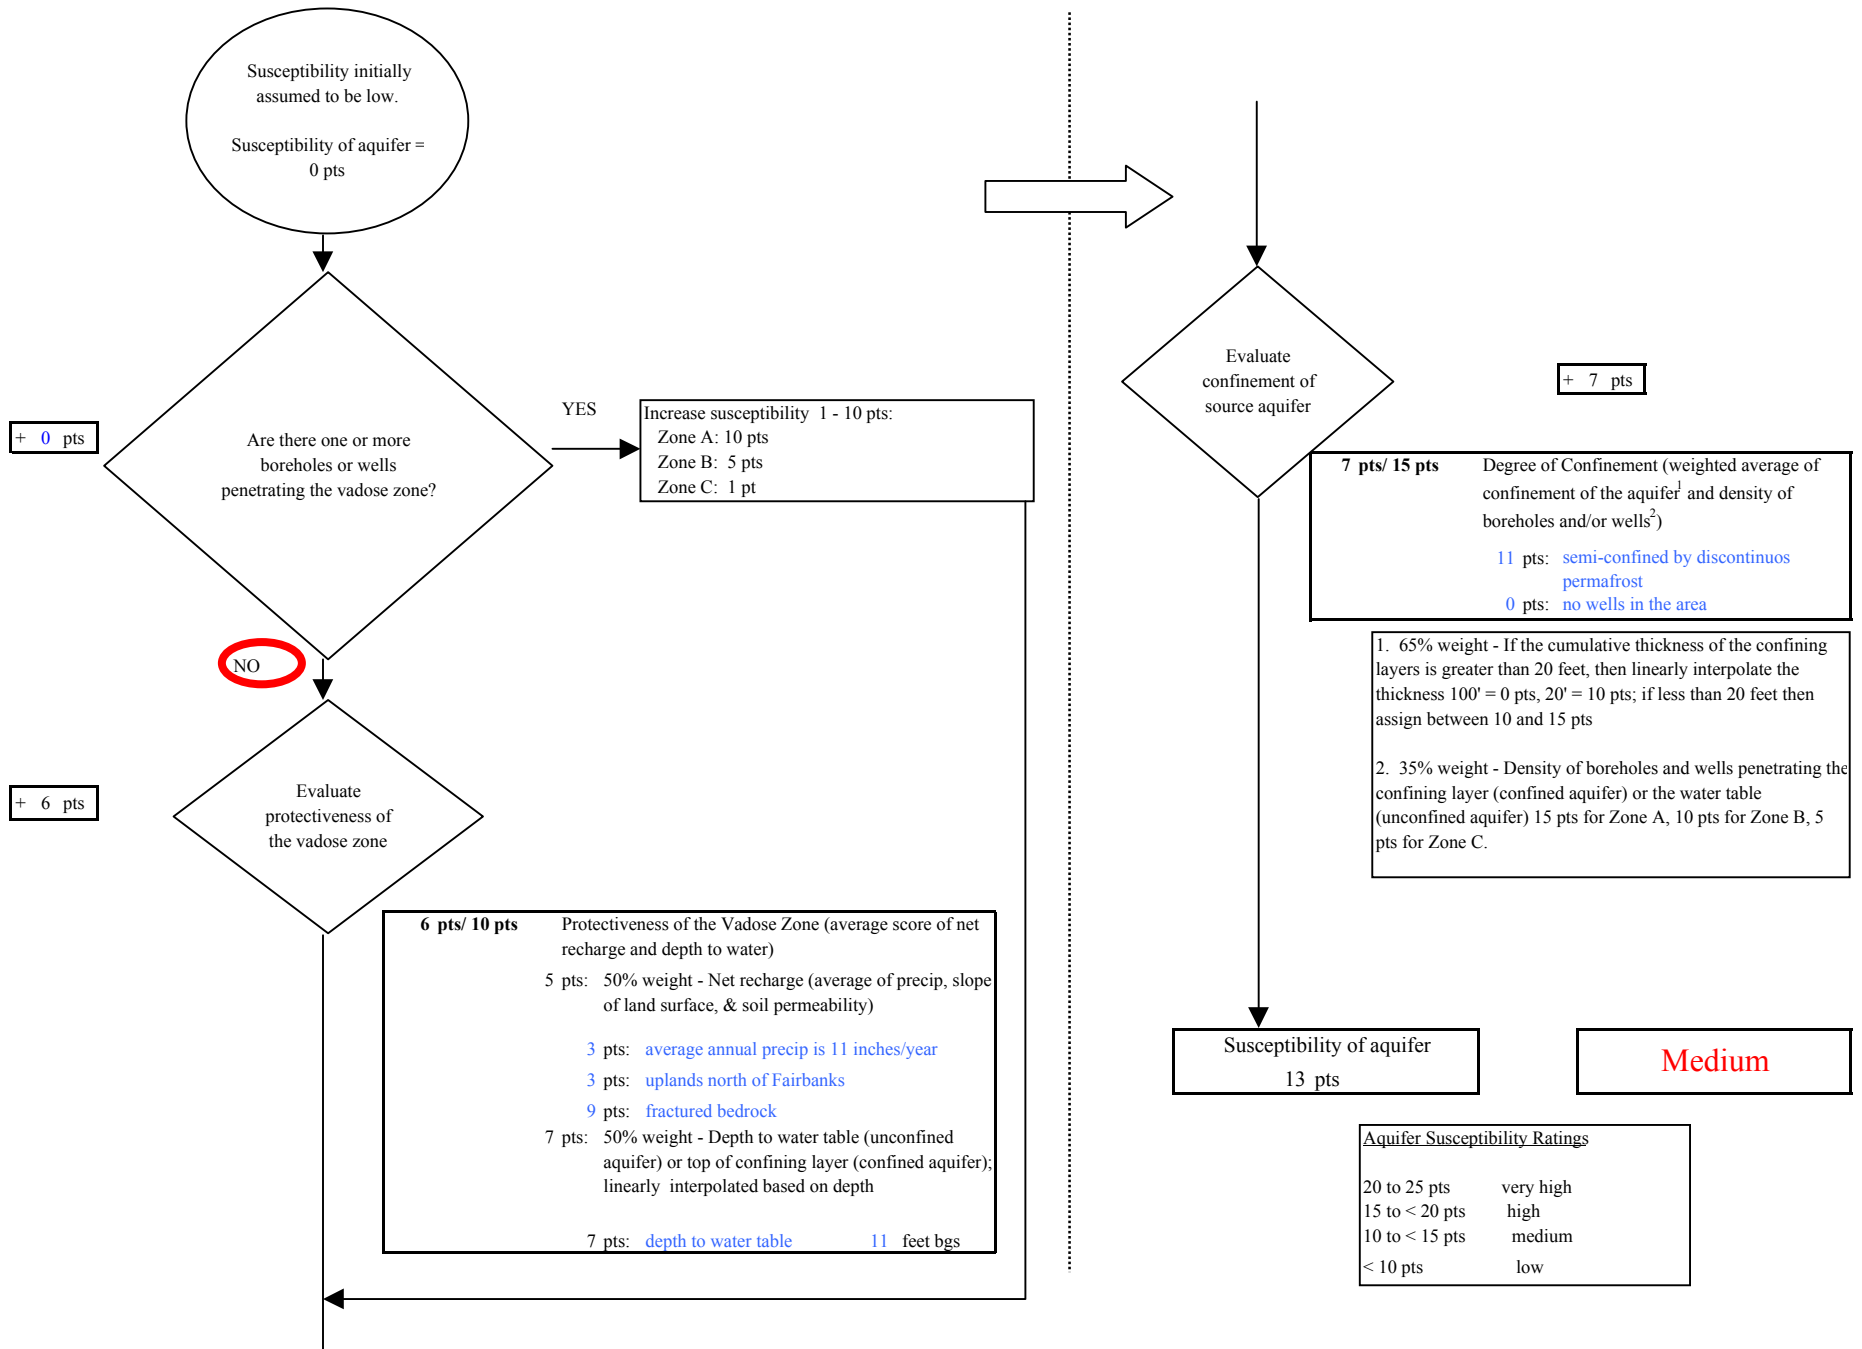 Susceptibility initially
assumed to be low.
Susceptibility of aquifer =
0 pts
+ 0 pts
Are there one or more
boreholes or wells
penetrating the vadose zone?
YES
Increase susceptibility 1 - 10 pts:
Zone A: 10 pts
Zone B: 5 pts
Zone C: 1 pt
NO
+ 6 pts
Evaluate
protectiveness of
the vadose zone
6 pts/ 10 pts Protectiveness of the Vadose Zone (average score of net
recharge and depth to water)
5 pts: 50% weight - Net recharge (average of precip, slope
of land surface, & soil permeability)
3 pts: average annual precip is 11 inches/year
3 pts: uplands north of Fairbanks
9 pts: fractured bedrock
7 pts: 50% weight - Depth to water table (unconfined
aquifer) or top of confining layer (confined aquifer);
linearly interpolated based on depth
7 pts: depth to water table 11 feet bgs
Evaluate
confinement of
source aquifer
+ 7 pts
7 pts/ 15 pts Degree of Confinement (weighted average of
confinement of the aquifer1 and density of
boreholes and/or wells2)
11 pts: semi-confined by discontinuos
permafrost
0 pts: no wells in the area
1. 65% weight - If the cumulative thickness of the confining
layers is greater than 20 feet, then linearly interpolate the
thickness 100' = 0 pts, 20' = 10 pts; if less than 20 feet then
assign between 10 and 15 pts
2. 35% weight - Density of boreholes and wells penetrating the
confining layer (confined aquifer) or the water table
(unconfined aquifer) 15 pts for Zone A, 10 pts for Zone B, 5
pts for Zone C.
Susceptibility of aquifer
13 pts
Medium
Aquifer Susceptibility Ratings
20 to 25 pts very high
15 to < 20 pts high
10 to < 15 pts medium
< 10 pts low